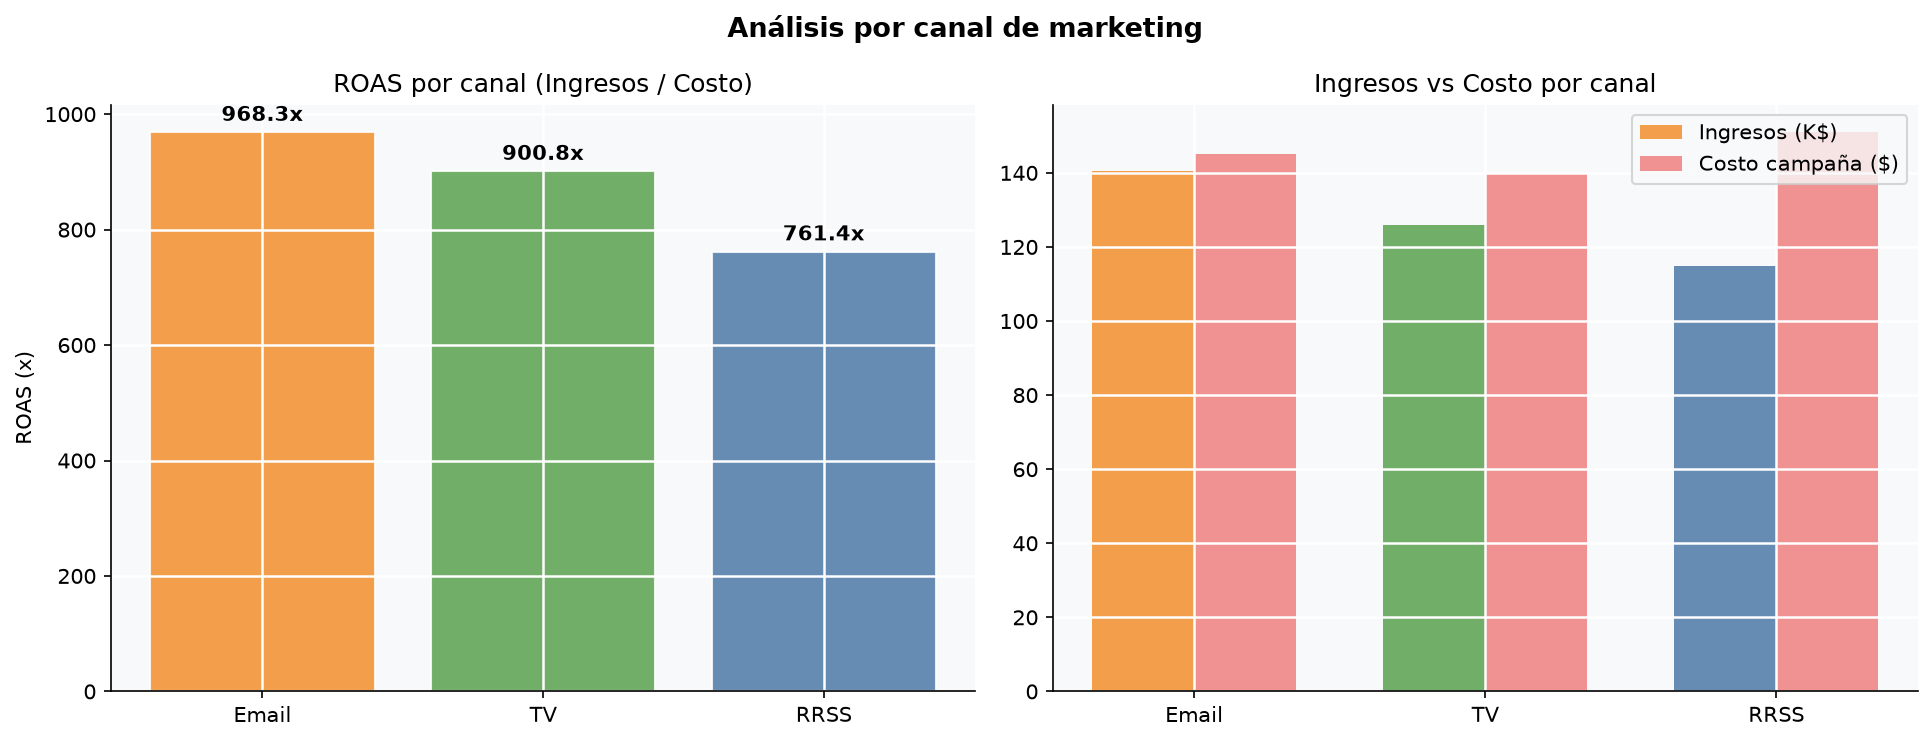 Análisis por canal de marketing
ROAS por canal (Ingresos / Costo)
ROAS (x)
1000
800
600
400
200
0
968.3x
900.8x
761.4x
Email
TV
RRSS
Ingresos vs Costo por canal
Ingresos (K$)
Costo campaña ($)
140
120
100
80
60
40
20
0
Email
TV
RRSS